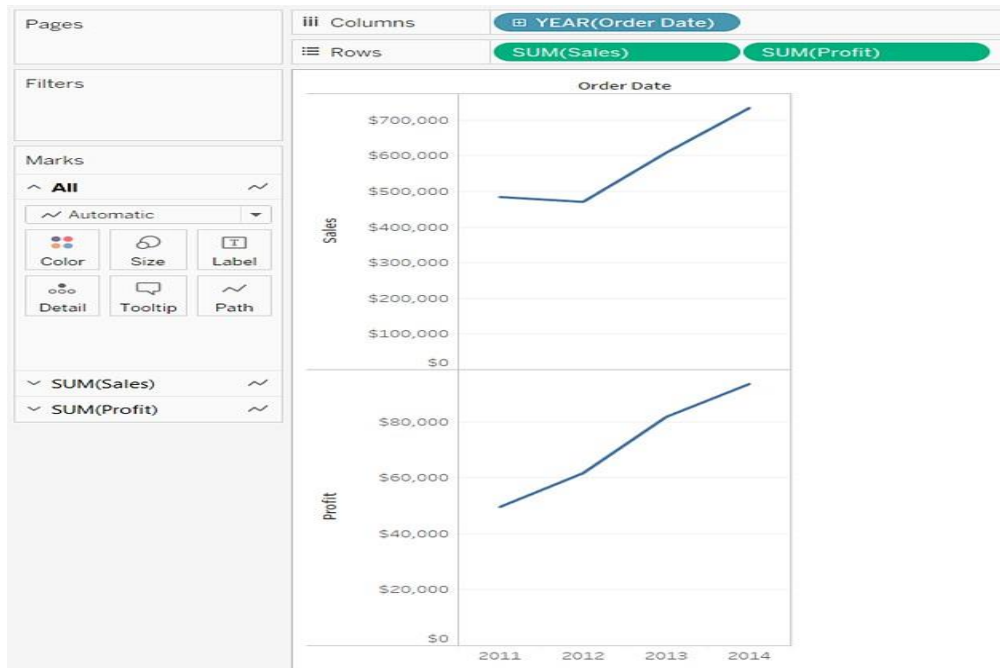 Pages
Columns
YEAR(Order Date)
Rows
SUM(Sales)
SUM(Profit)
Filters
Marks
All
Automatic
Color
Size
Label
Detail
Tooltip
Path
SUM(Sales)
SUM(Profit)
Order Date
Sales
$700,000
$600,000
$500,000
$400,000
$300,000
$200,000
$100,000
$0
Profit
$80,000
$60,000
$40,000
$20,000
$0
2011 2012 2013 2014